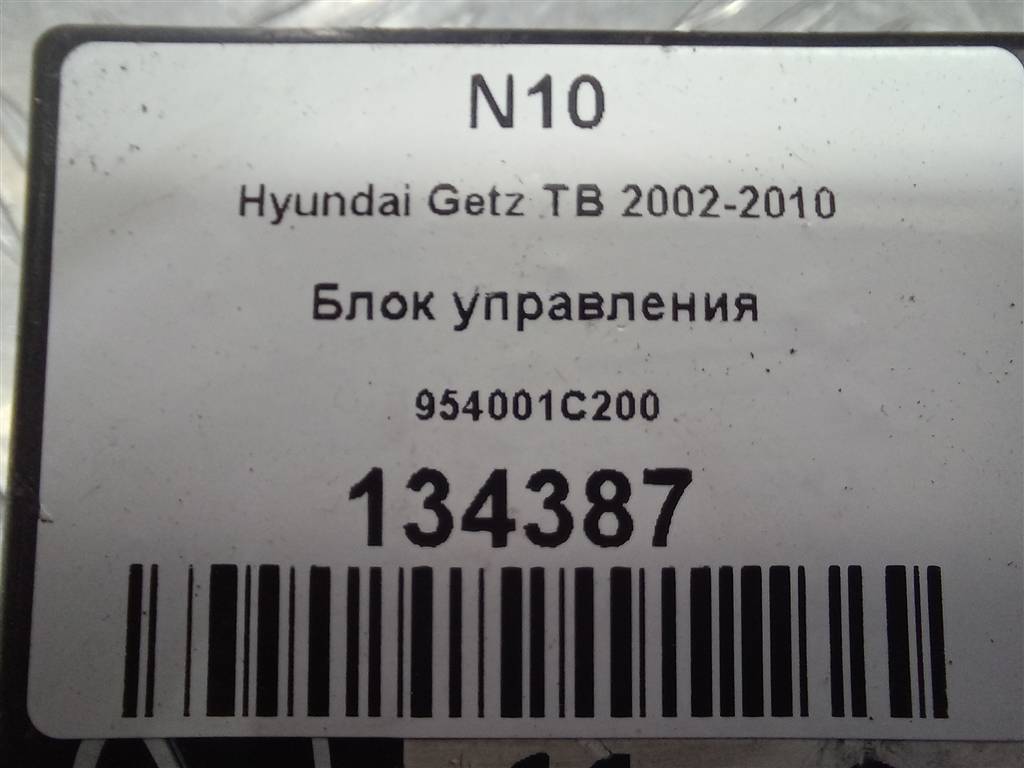 N10
Hyundai Getz TB 2002-2010
Блок управления
954001C200
134387